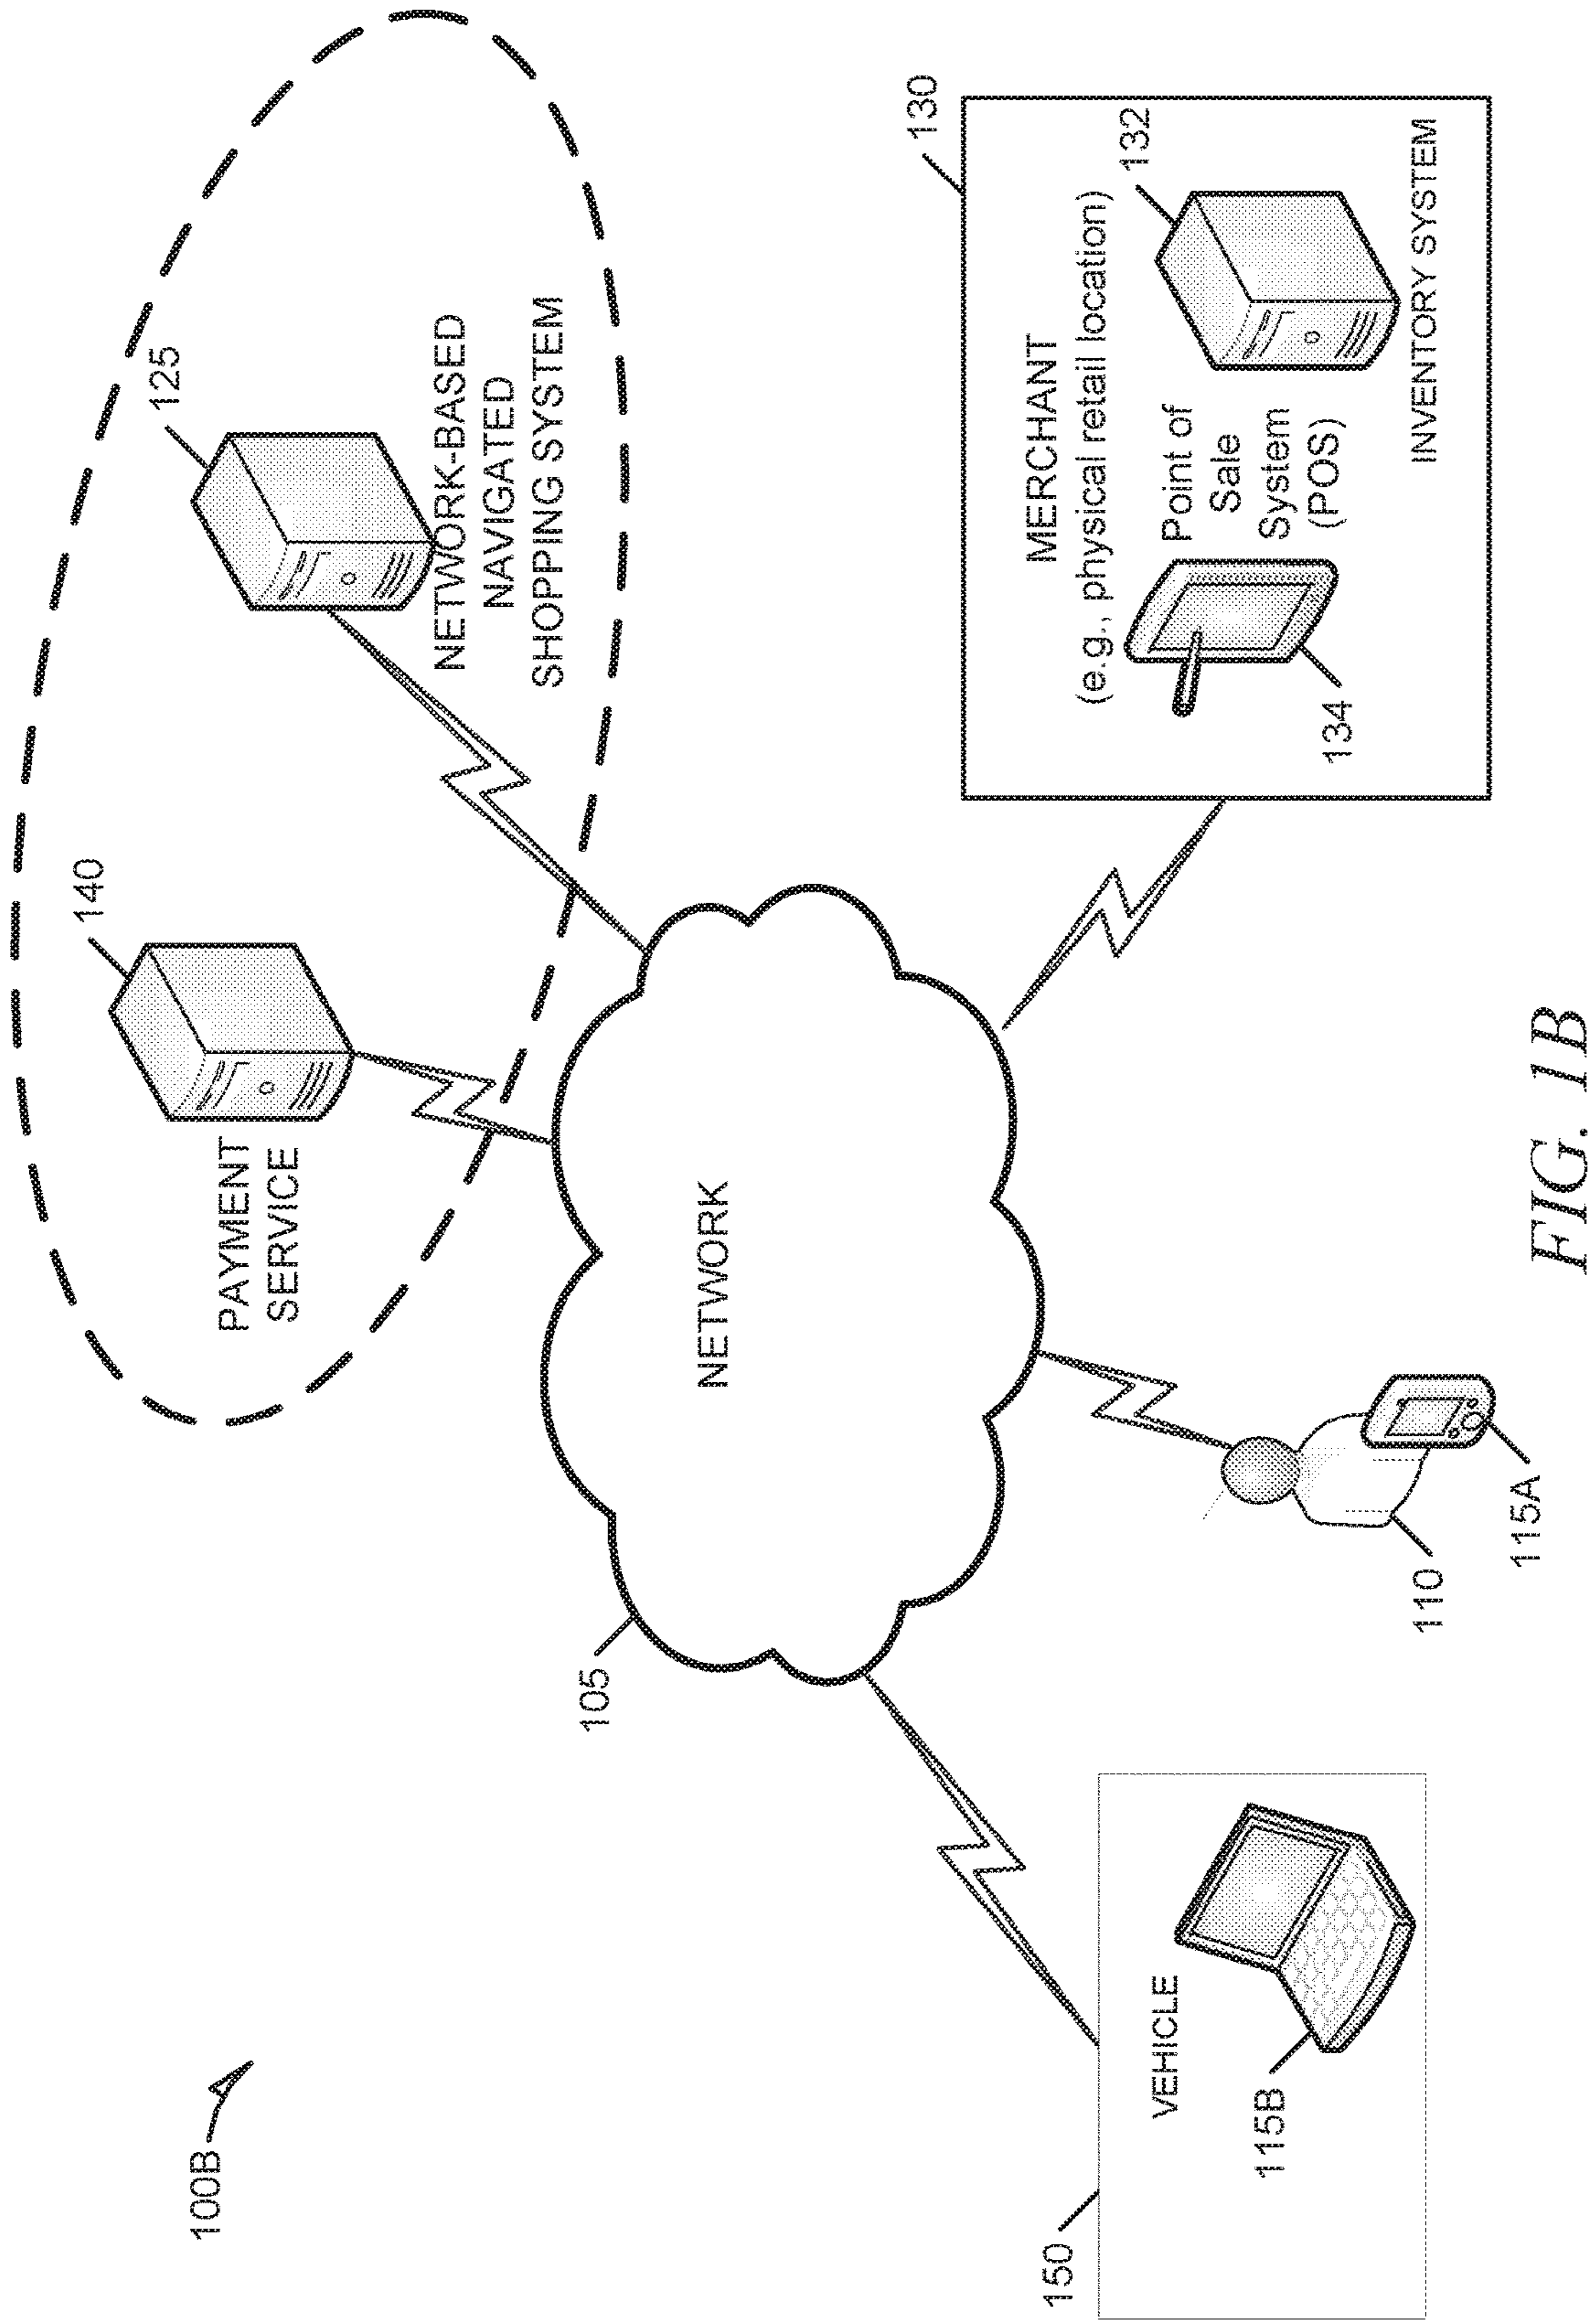 100B
140
PAYMENT
SERVICE
125
NETWORK-BASED
NAVIGATED
SHOPPING SYSTEM
105
NETWORK
150
VEHICLE
115B
110
115A
130
MERCHANT
(e.g., physical retail location)
134
Point of
Sale
System
(POS)
132
INVENTORY SYSTEM
FIG. 1B